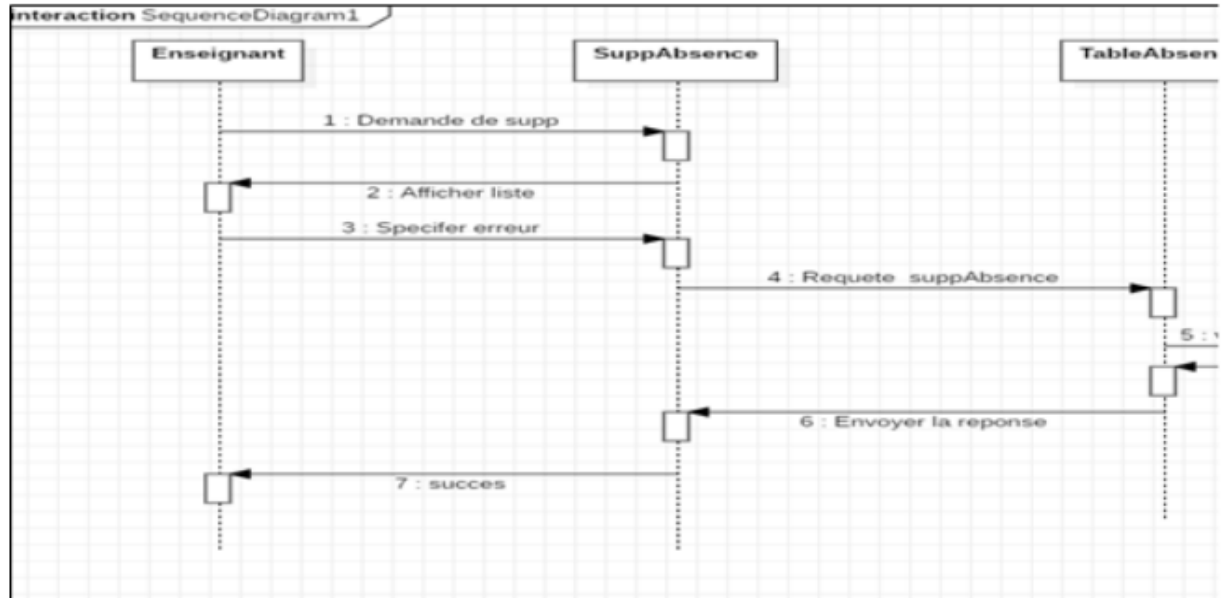 interaction SequenceDiagram1
Enseignant
SuppAbsence
TableAbsen
1 : Demande de supp
2 : Afficher liste
3 : Specifer erreur
4 : Requete suppAbsence
5 :
6 : Envoyer la reponse
7 : succes